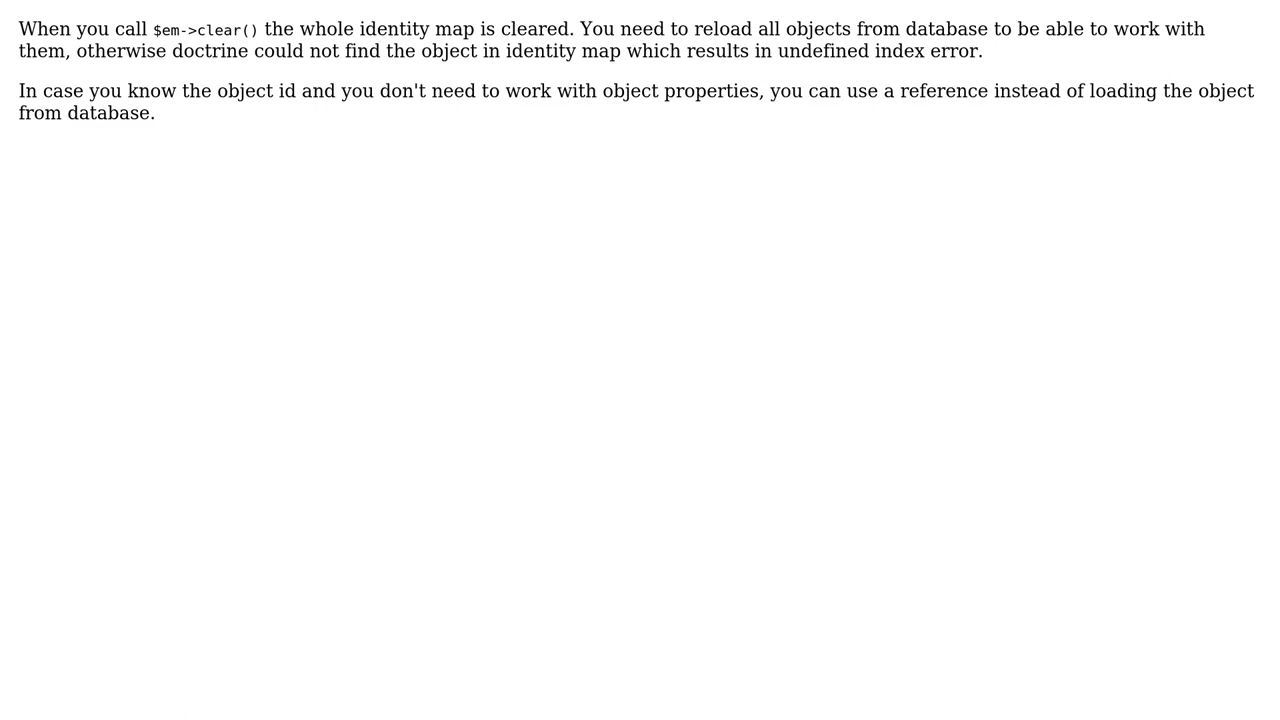 When you call $em->clear() the whole identity map is cleared. You need to reload all objects from database to be able to work with
them, otherwise doctrine could not find the object in identity map which results in undefined index error.
In case you know the object id and you don't need to work with object properties, you can use a reference instead of loading the object
from database.